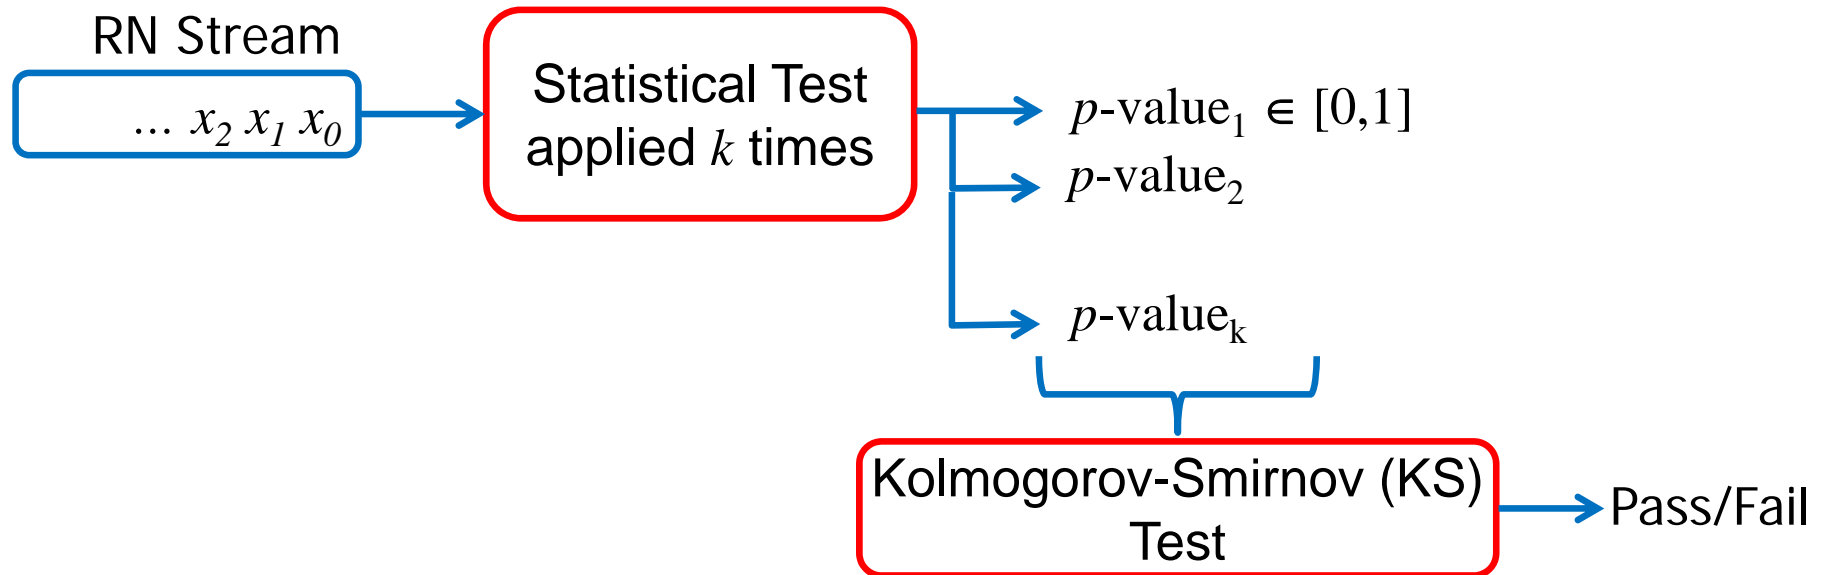 RN Stream
... x₂ x₁ x₀
Statistical Test
applied k times
p-value₁ ∈ [0,1]
p-value₂
p-valueₖ
Kolmogorov-Smirnov (KS)
Test
Pass/Fail